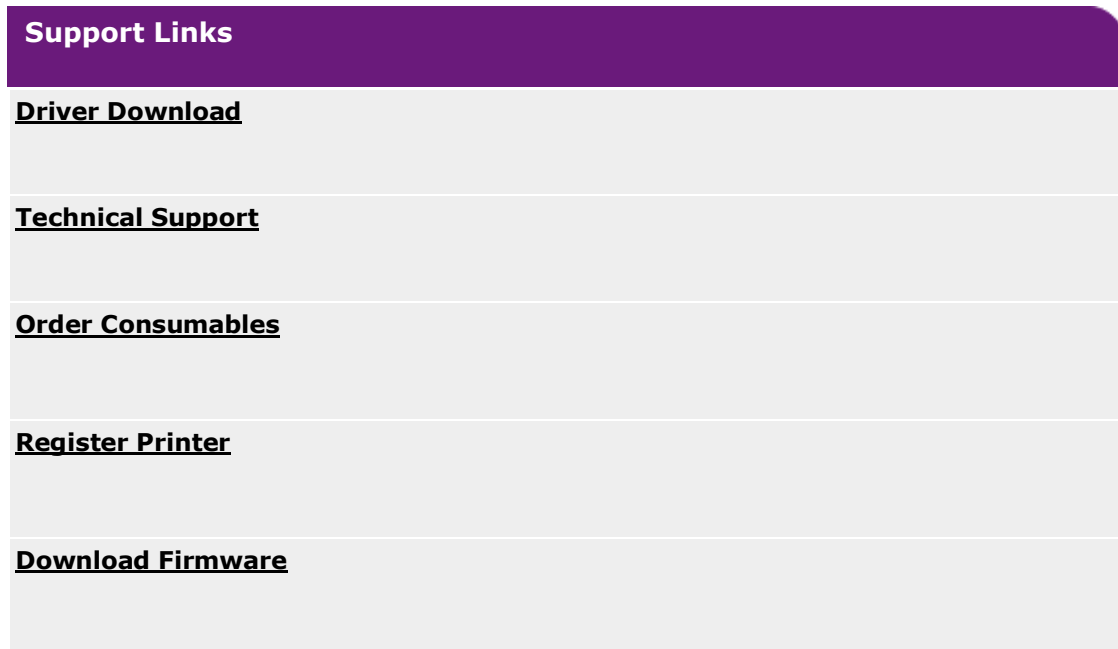 Support Links
Driver Download
Technical Support
Order Consumables
Register Printer
Download Firmware